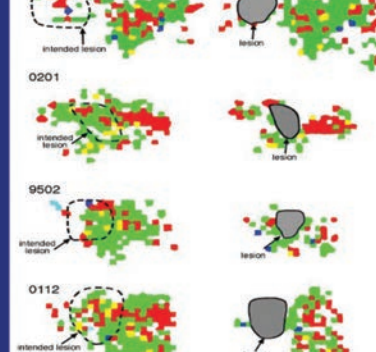 intended lesion
lesion
0201
intended
lesion
lesion
9502
intended
lesion
lesion
0112
intended lesion